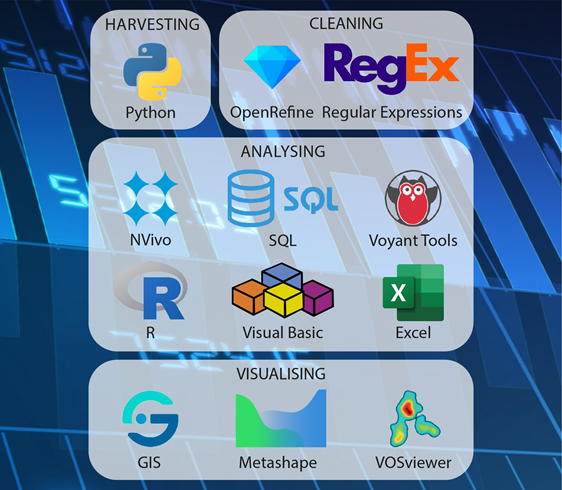 HARVESTING
CLEANING
RegEx
Python
OpenRefine
Regular Expressions
ANALYSING
SQL
NVivo
SQL
Voyant Tools
R
X
R
Visual Basic
Excel
VISUALISING
GIS
Metashape
VOSviewer